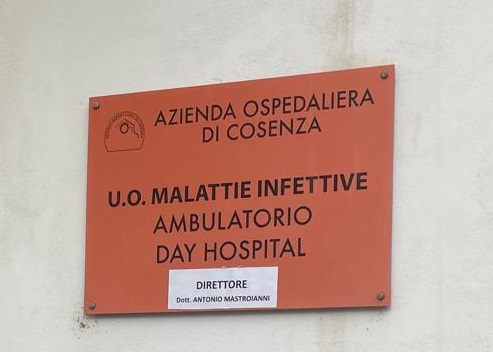 AZIENDA OSPEDALIERA
DI COSENZA
U.O. MALATTIE INFETTIVE
AMBULATORIO
DAY HOSPITAL
DIRETTORE
Dott. ANTONIO MASTROIANNI